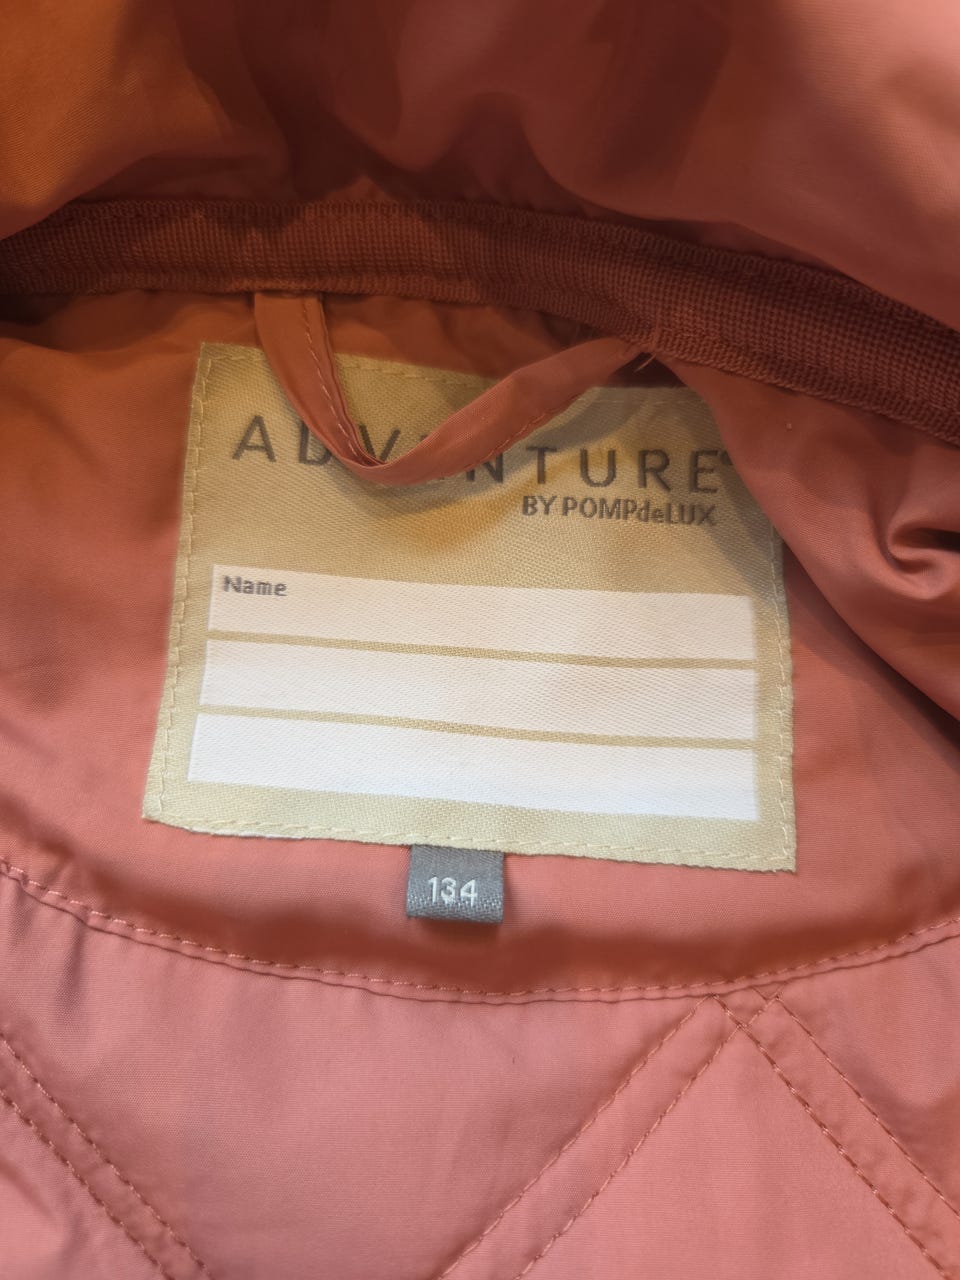 ADVENTURE
BY POMPdeLUX
Name
134